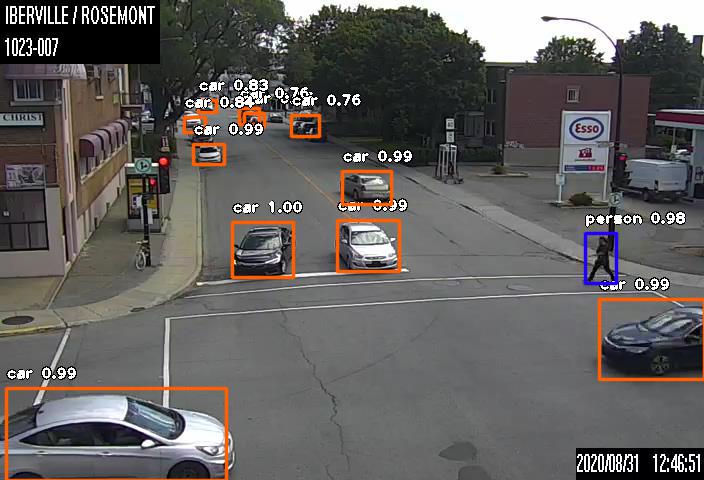 IBERVILLE / ROSEMONT
1023-007
car 0.83
car 0.84
0.76
car 0.76
CHRIST
car 0.99
Esso
car 0.99
car 1.00
car 0.99
person 0.98
car 0.99
car 0.99
2020/08/31 12:46:51